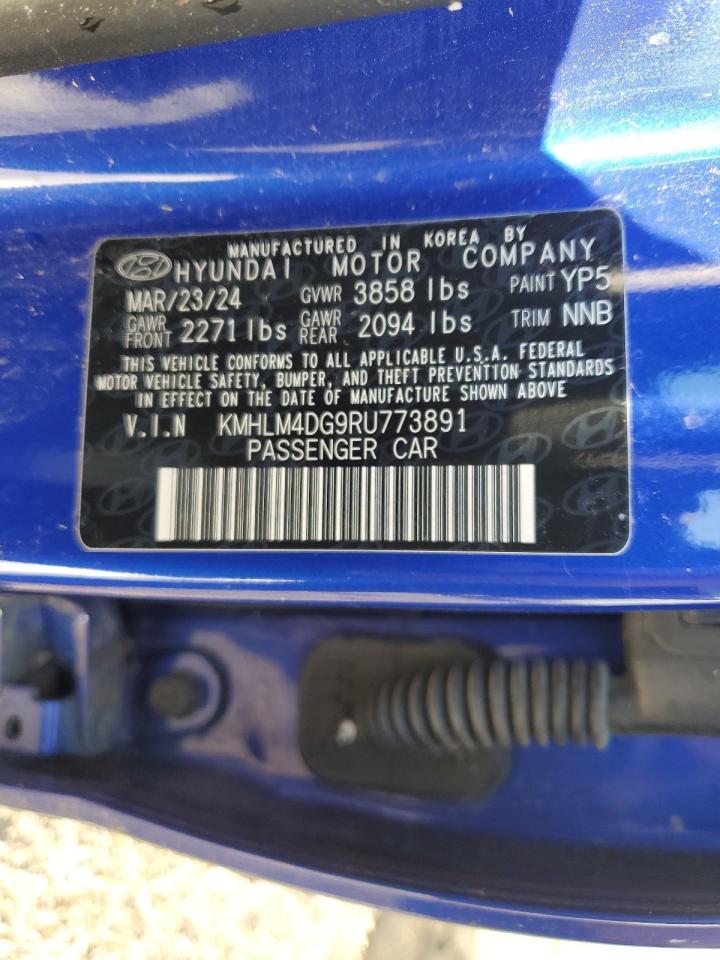 MANUFACTURED IN KOREA BY
HYUNDAI MOTOR COMPANY
MAR/23/24 GVWR 3858 lbs PAINT YP5
GAWR FRONT 2271 lbs GAWR REAR 2094 lbs TRIM NNB
THIS VEHICLE CONFORMS TO ALL APPLICABLE U.S.A. FEDERAL
MOTOR VEHICLE SAFETY, BUMPER, AND THEFT PREVENTION STANDARDS
IN EFFECT ON THE DATE OF MANUFACTURE SHOWN ABOVE.
V.I.N KMHLM4DG9RU773891
PASSENGER CAR